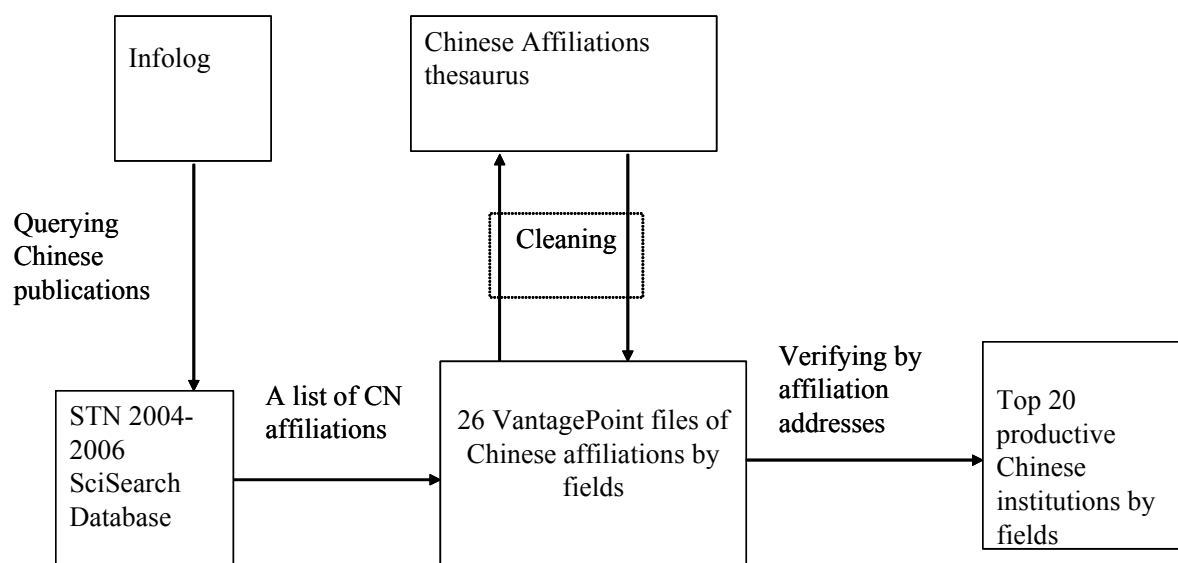 Infolog
Chinese Affiliations
thesaurus
Querying
Chinese
publications
Cleaning
STN 2004-
2006
SciSearch
Database
A list of CN
affiliations
26 VantagePoint files of
Chinese affiliations by
fields
Verifying by
affiliation
addresses
Top 20
productive
Chinese
institutions by
fields